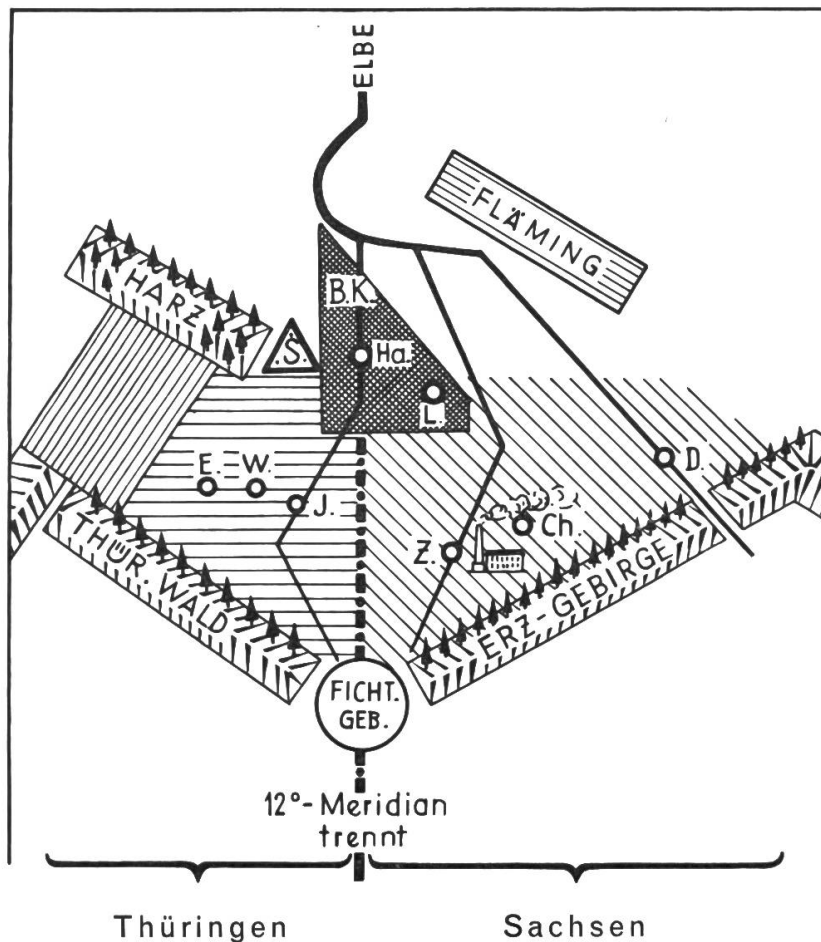 ELBE
FLÄMING
HARZ
B.K.
.S.
Ha.
L.
E. W.
J.
D.
Ch.
Z.
THÜR. WALD
ERZ-GEBIRGE
FICHT.
GEB.
12°-Meridian
trennt
Thüringen Sachsen